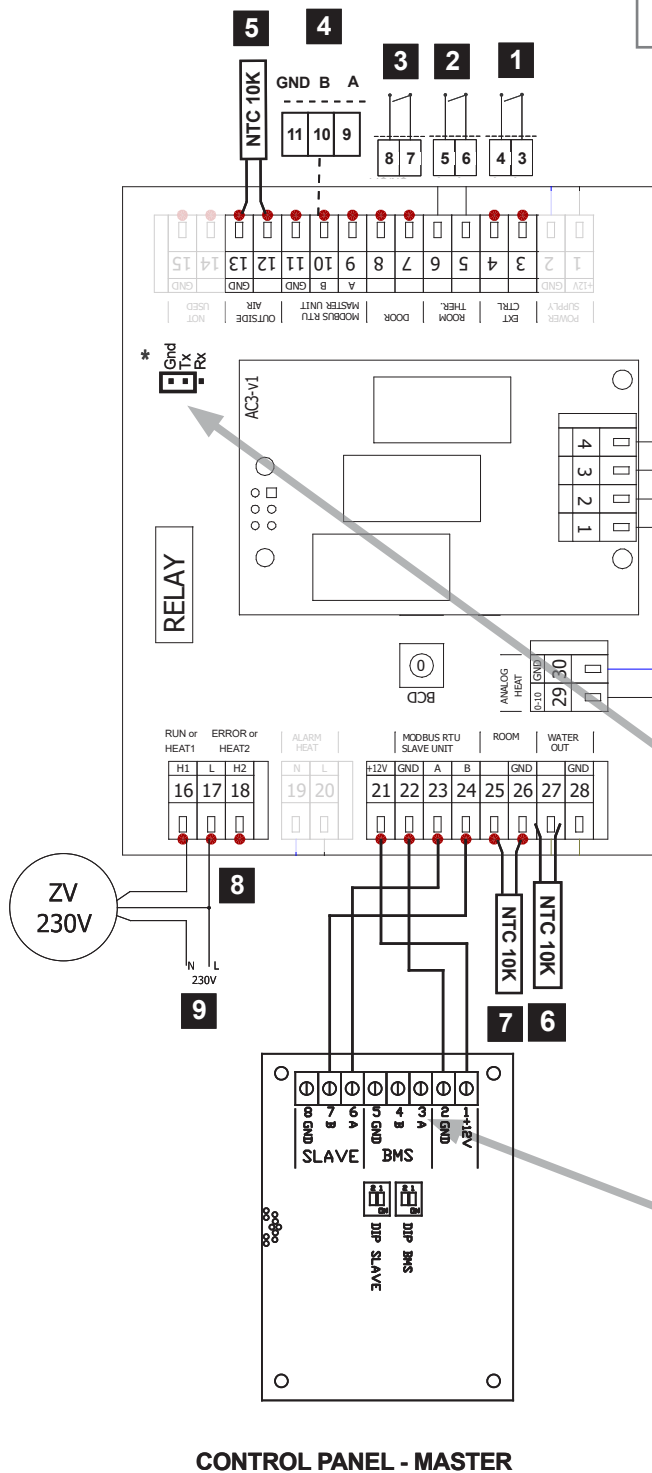 5 4 3 2 1
GND B A
NTC 10K
11 10 9
8 7
5 6
4 3
15 14 13 12 11 10 9 8 7 6 5 4 3 2 1
GND GND GND B A GND +12V
NOT USED
OUTSIDE AIR
MODBUS RTU MASTER UNIT
DOOR
ROOM THER.
EXT CTRL
POWER SUPPLY
*
Gnd
Tx
Rx
AC3-v1
4
3
2
1
RELAY
0
BCD
ANALOG HEAT
0-10 GND
29 30
RUN or HEAT1
ERROR or HEAT2
ALARM HEAT
MODBUS RTU SLAVE UNIT
ROOM
WATER OUT
H1 L H2 N L +12V GND A B GND GND
16 17 18 19 20 21 22 23 24 25 26 27 28
8
ZV
230V
N L
230V
9
NTC 10K NTC 10K
7 6
8 7 6 5 4 3 2 1
GND B A GND B A GND +12V
SLAVE BMS
2 1 2 1
ON ON
DIP SLAVE
DIP BMS
CONTROL PANEL - MASTER